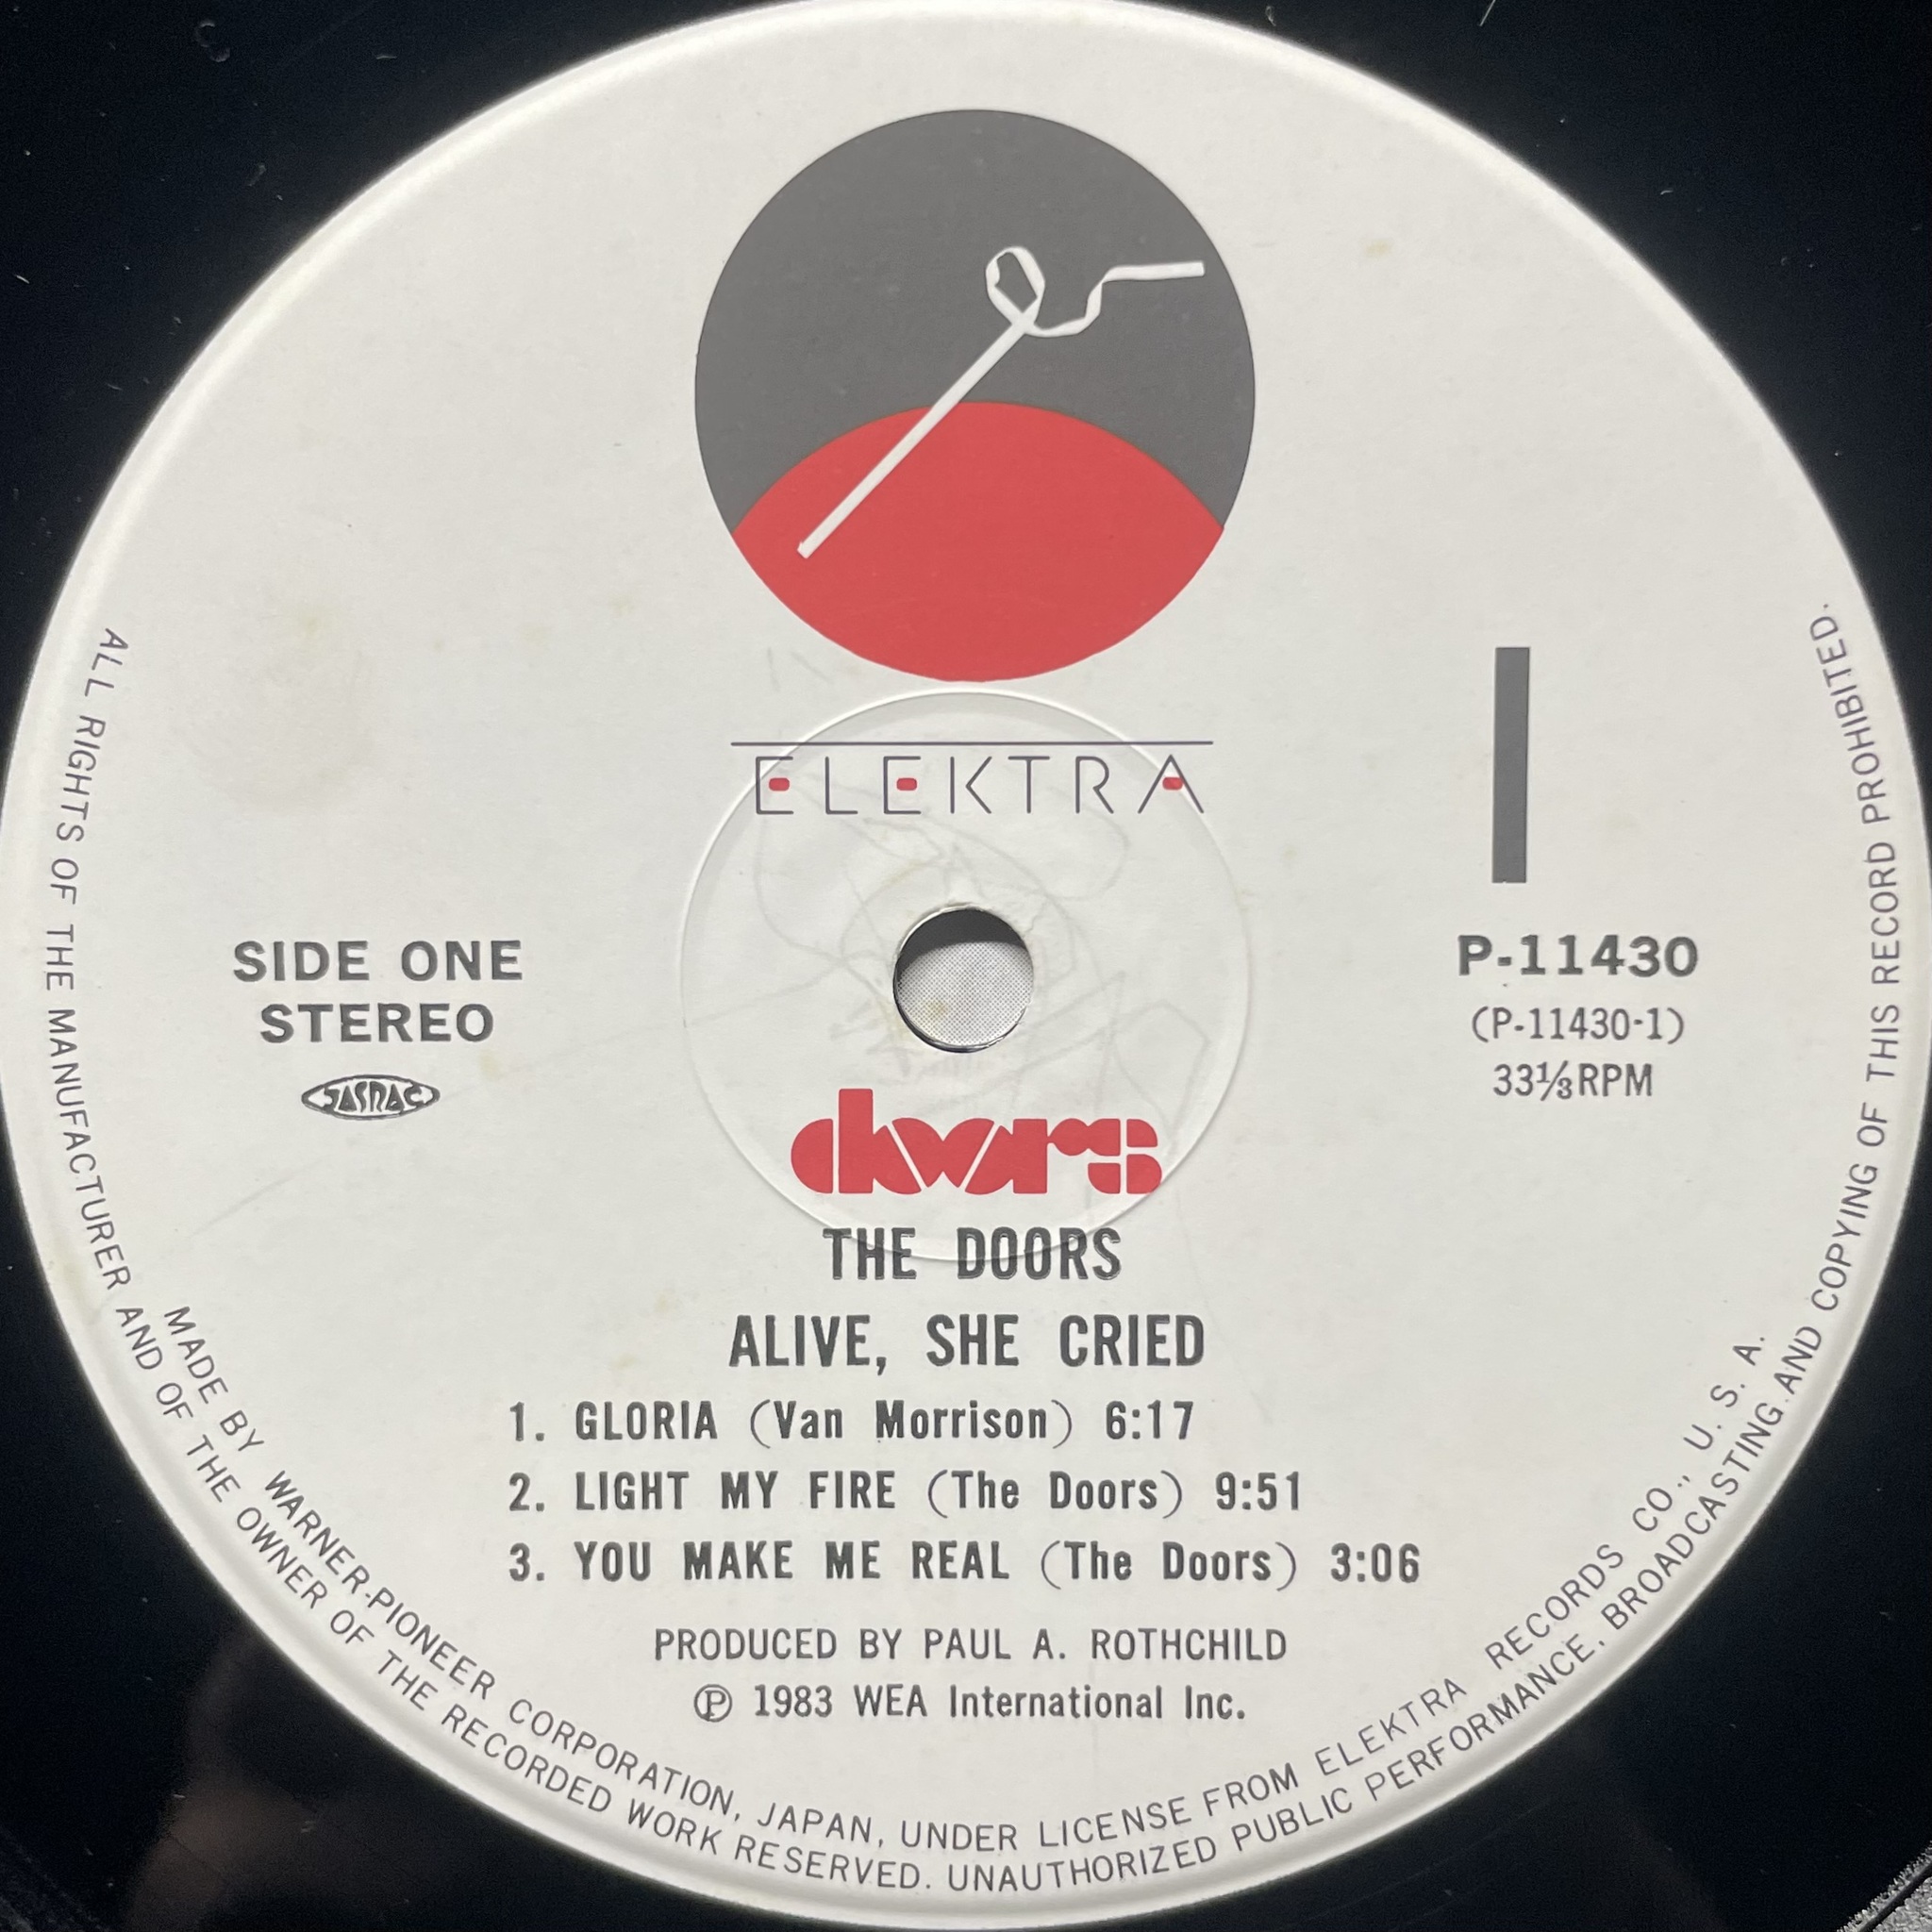 ELEKTRA
I
SIDE ONE
STEREO
JASRAC
P-11430
(P-11430-1)
33⅓RPM
doors
THE DOORS
ALIVE, SHE CRIED
1. GLORIA (Van Morrison) 6:17
2. LIGHT MY FIRE (The Doors) 9:51
3. YOU MAKE ME REAL (The Doors) 3:06
PRODUCED BY PAUL A. ROTHCHILD
℗ 1983 WEA International Inc.
MADE BY WARNER-PIONEER CORPORATION, JAPAN, UNDER LICENSE FROM ELEKTRA RECORDS CO., U. S. A.
ALL RIGHTS OF THE MANUFACTURER AND OF THE OWNER OF THE RECORDED WORK RESERVED. UNAUTHORIZED PUBLIC PERFORMANCE, BROADCASTING AND COPYING OF THIS RECORD PROHIBITED.